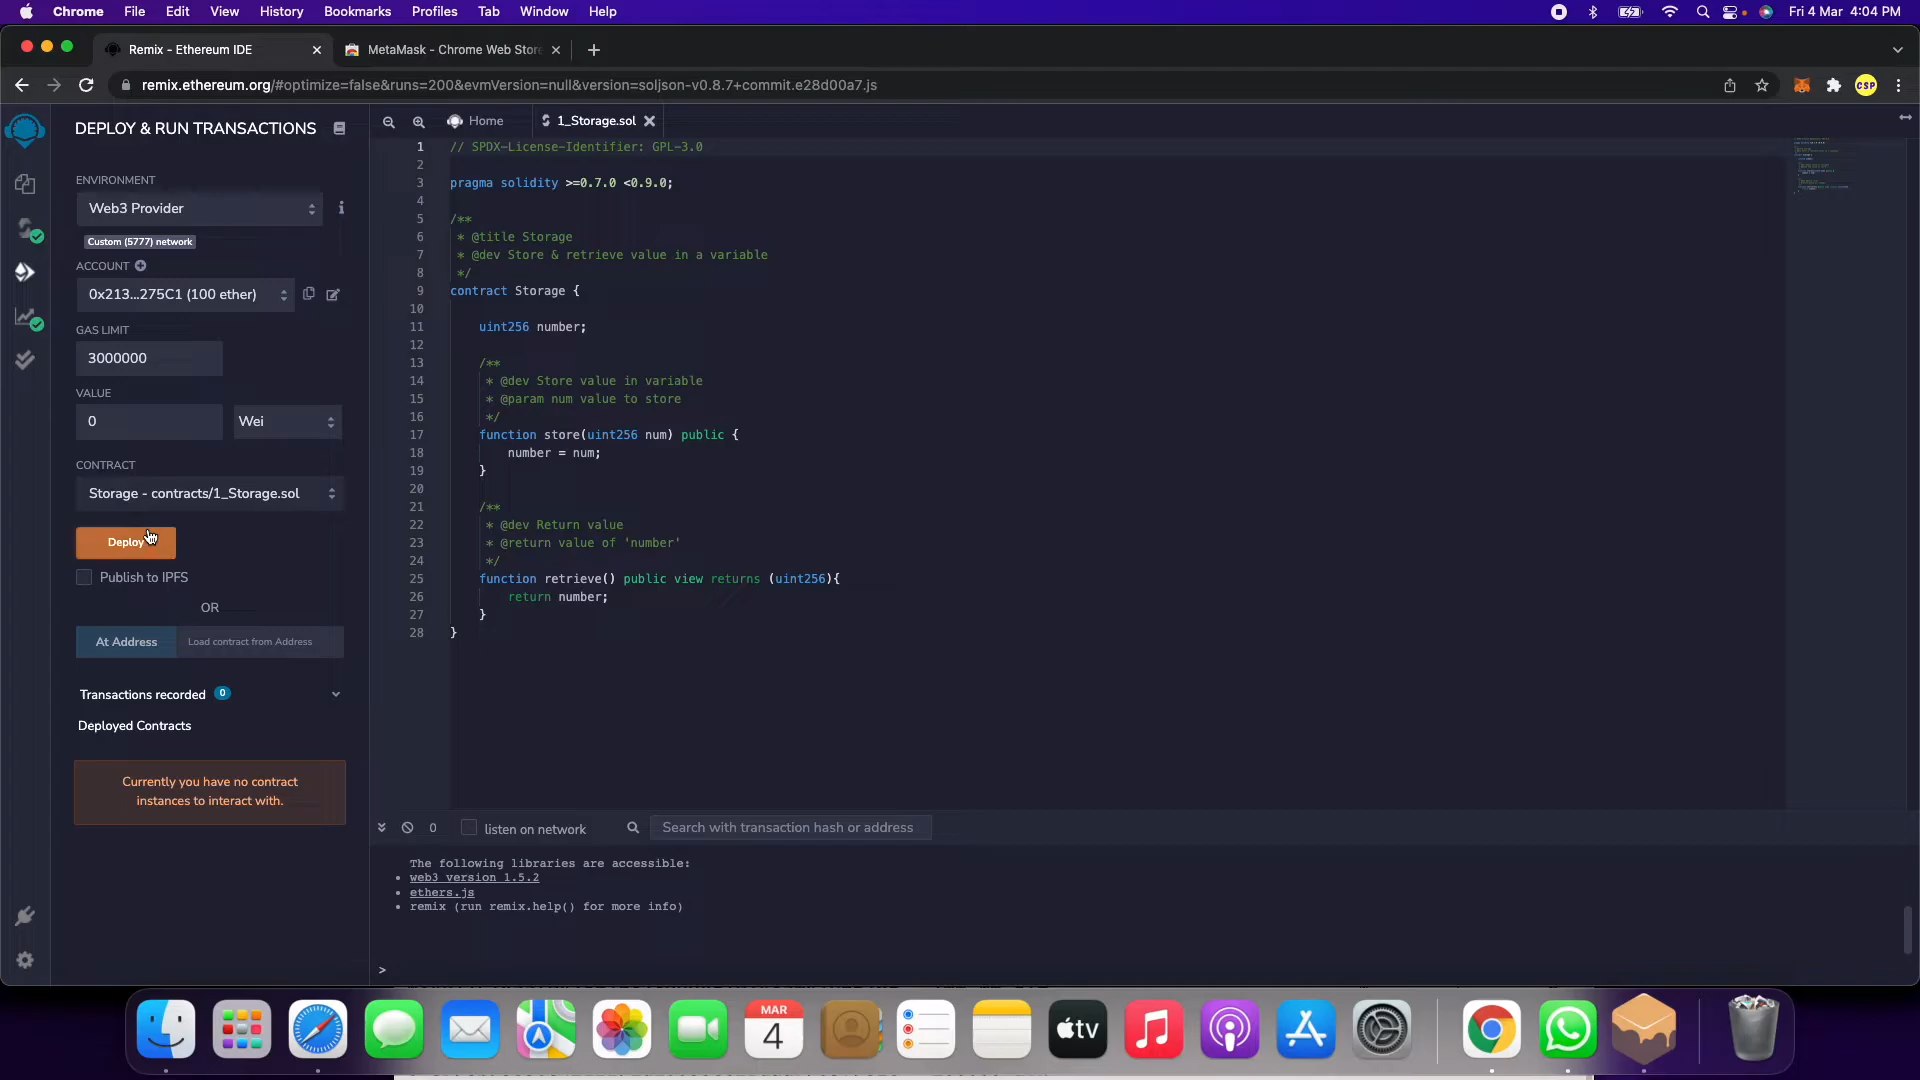 Chrome File Edit View History Bookmarks Profiles Tab Window Help Fri 4 Mar 4:04 PM
Remix - Ethereum IDE MetaMask - Chrome Web Store
remix.ethereum.org/#optimize=false&runs=200&evmVersion=null&version=soljson-v0.8.7+commit.e28d00a7.js CSP
DEPLOY & RUN TRANSACTIONS
ENVIRONMENT
Web3 Provider
i
Custom (5777) network
ACCOUNT
0x213...275C1 (100 ether)
GAS LIMIT
3000000
VALUE
0 Wei
CONTRACT
Storage - contracts/1_Storage.sol
Deploy
Publish to IPFS
OR
At Address Load contract from Address
Transactions recorded 0
Deployed Contracts
Currently you have no contract
instances to interact with.
Home 1_Storage.sol
1 // SPDX-License-Identifier: GPL-3.0
2
3 pragma solidity >=0.7.0 <0.9.0;
4
5 /**
6 * @title Storage
7 * @dev Store & retrieve value in a variable
8 */
9 contract Storage {
10
11 uint256 number;
12
13 /**
14 * @dev Store value in variable
15 * @param num value to store
16 */
17 function store(uint256 num) public {
18 number = num;
19 }
20
21 /**
22 * @dev Return value
23 * @return value of 'number'
24 */
25 function retrieve() public view returns (uint256){
26 return number;
27 }
28 }
0 listen on network Search with transaction hash or address
The following libraries are accessible:
• web3 version 1.5.2
• ethers.js
• remix (run remix.help() for more info)
>
MAR
4
tv